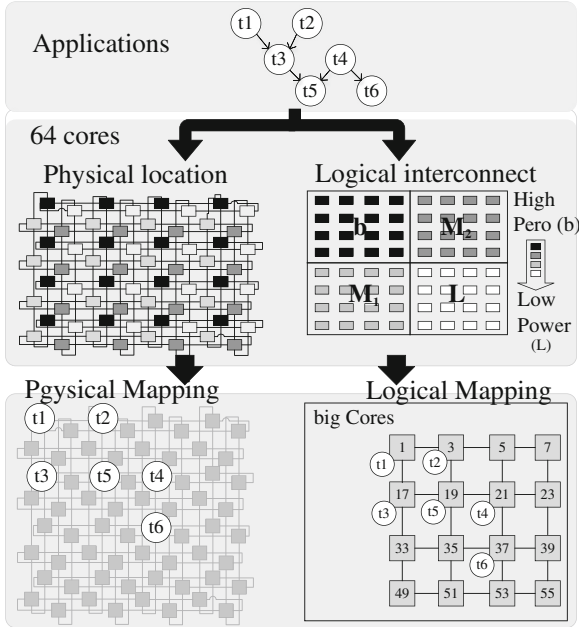 Applications
t1 t2
t3 t4
t5 t6
64 cores
Physical location
Logical interconnect
b M2
M1 L
High
Pero (b)
Low
Power
(L)
Pgysical Mapping
Logical Mapping
t1 t2
t3 t5 t4
t6
big Cores
1 3 5 7
t1 t2
17 19 21 23
t3 t5 t4
33 35 37 39
t6
49 51 53 55